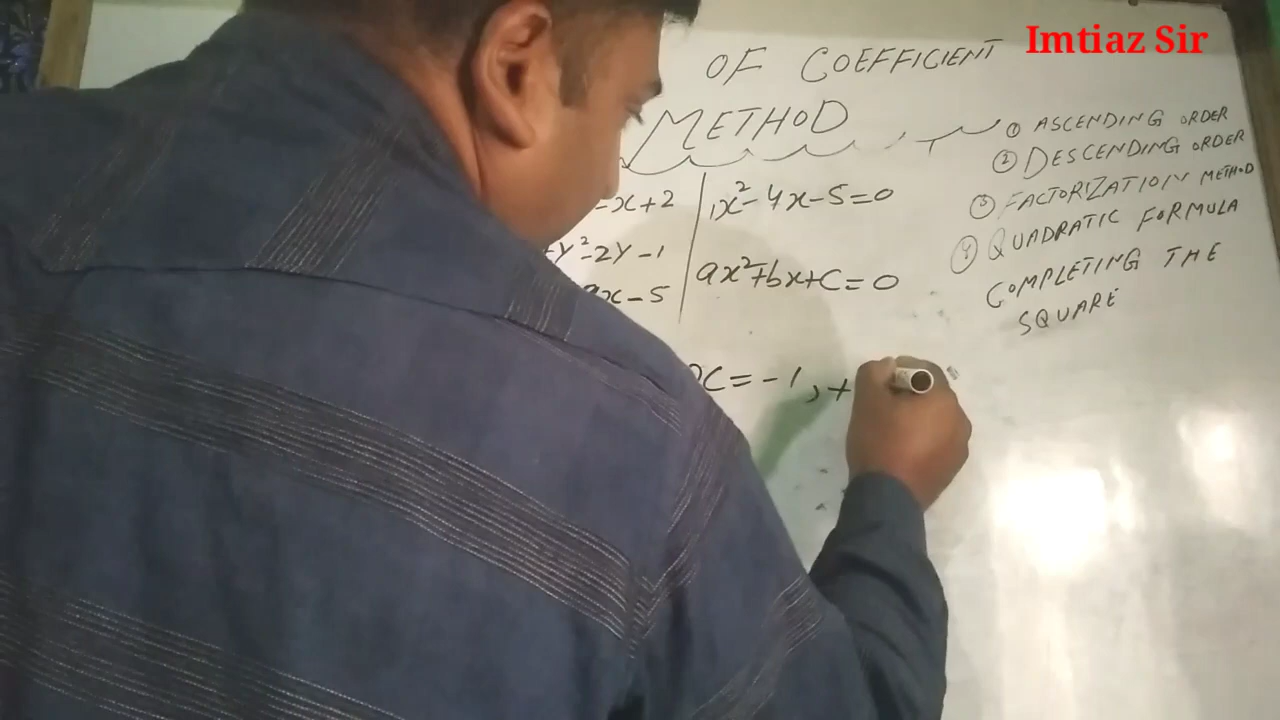 Imtiaz Sir
OF COEFFICIENT
METHOD
① ASCENDING ORDER
② DESCENDING ORDER
③ FACTORIZATION METHOD
④ QUADRATIC FORMULA
COMPLETING THE
SQUARE
-x+2
+y²-2y-1
x-5
x²-4x-5=0
ax²+bx+c=0
x=-1, +